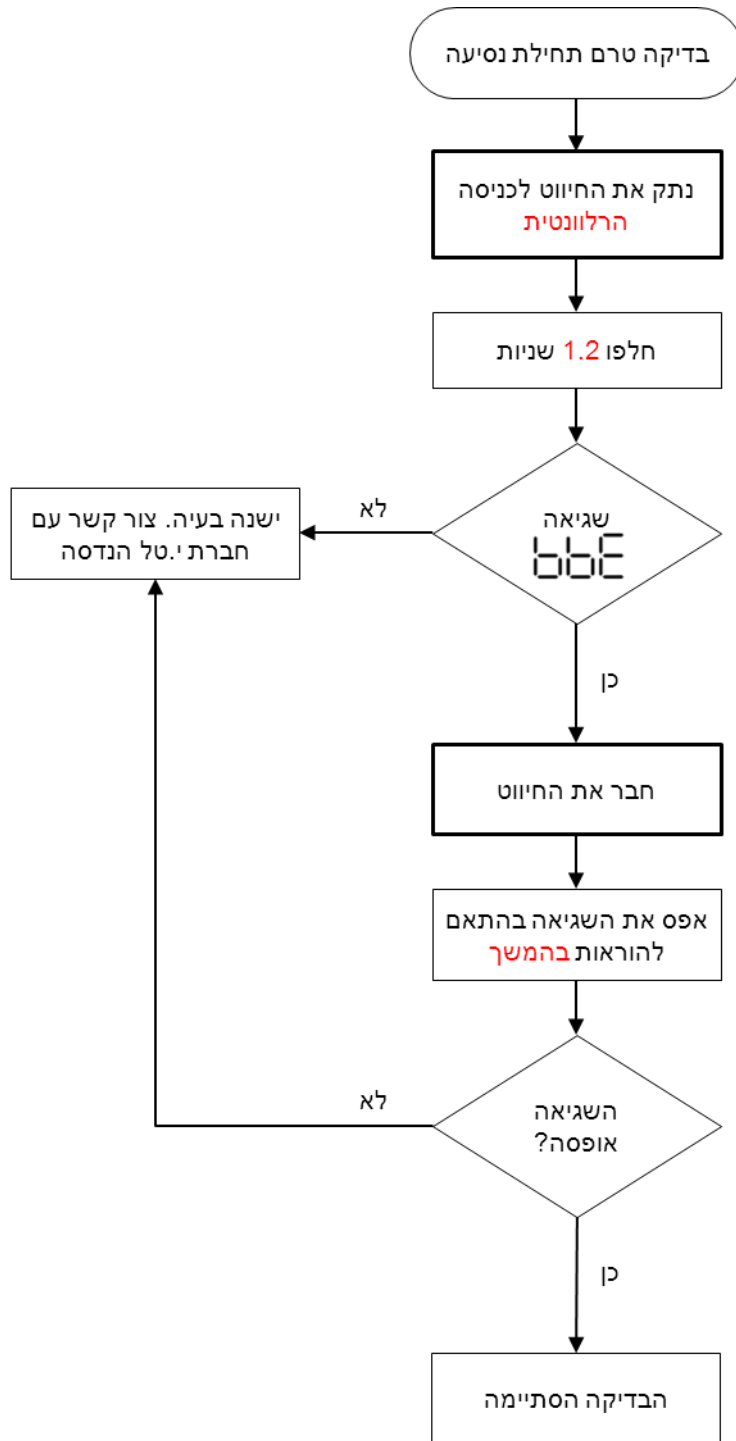 בדיקה טרם תחילת נסיעה
נתק את החיווט לכניסה
הרלוונטית
חלפו 1.2 שניות
שגיאה
bbE
לא
ישנה בעיה. צור קשר עם
חברת י.טל הנדסה
כן
חבר את החיווט
אפס את השגיאה בהתאם
להוראות בהמשך
השגיאה
אופסה?
לא
כן
הבדיקה הסתיימה